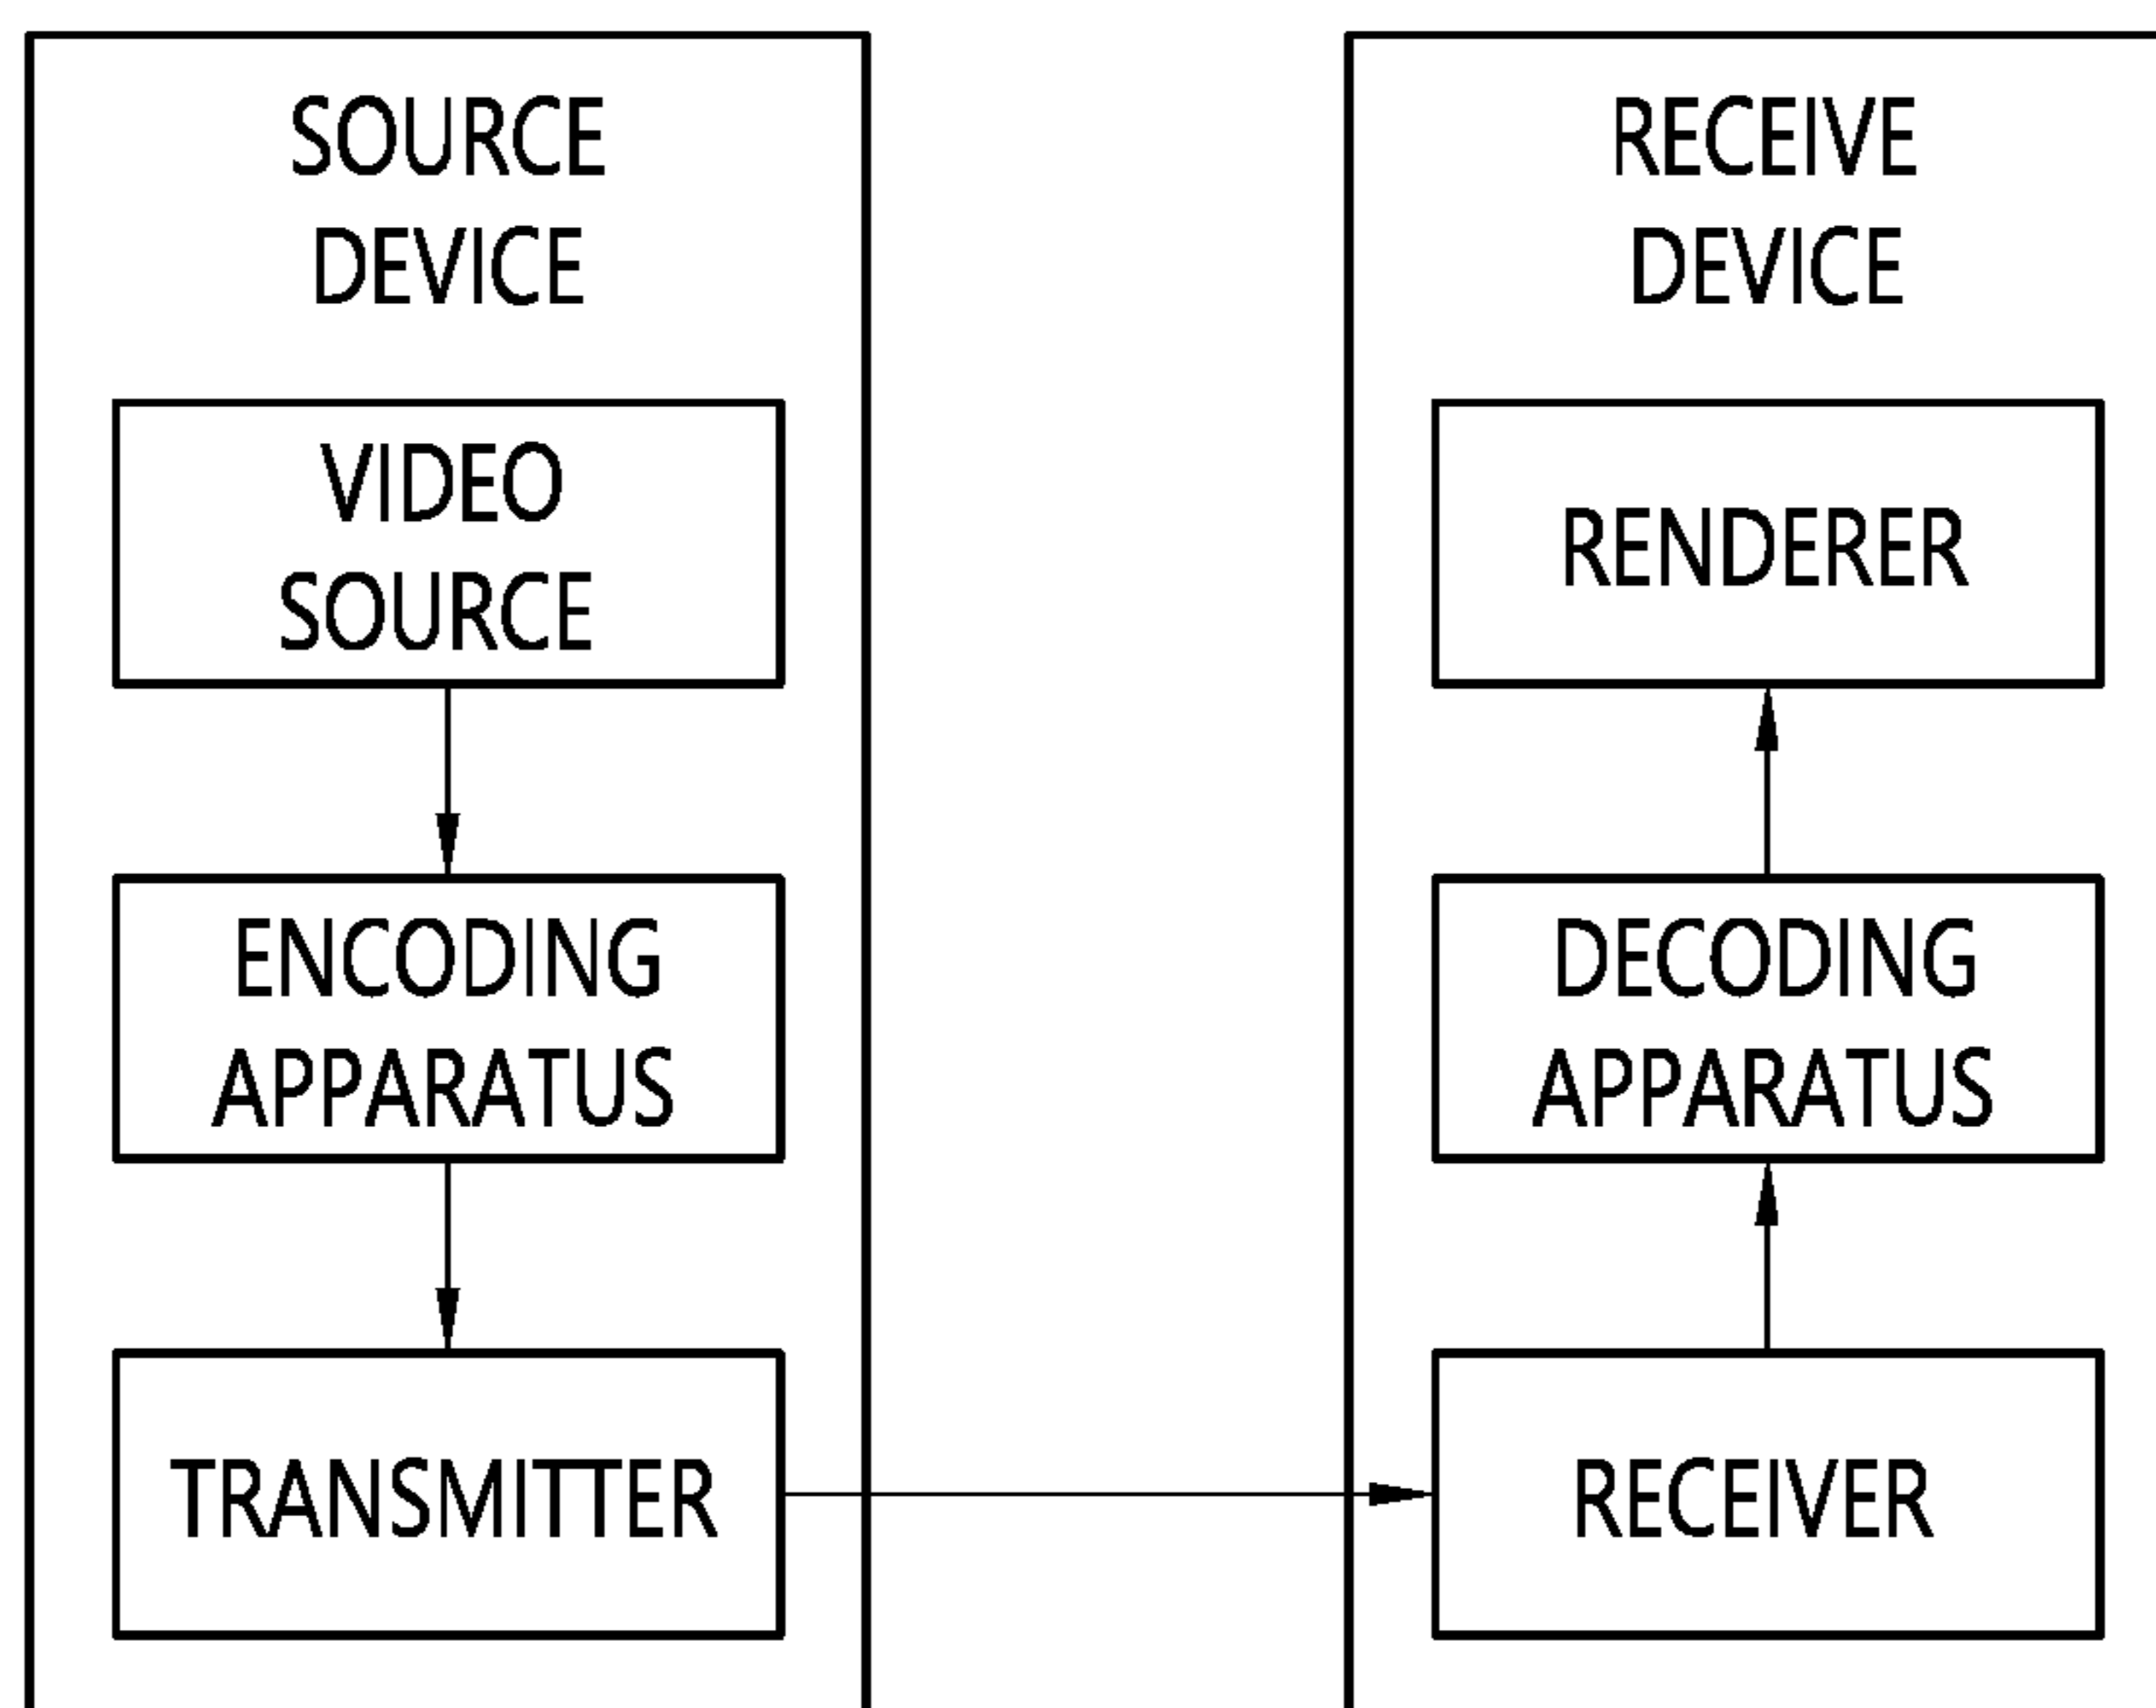 SOURCE
DEVICE
VIDEO
SOURCE
ENCODING
APPARATUS
TRANSMITTER
RECEIVE
DEVICE
RENDERER
DECODING
APPARATUS
RECEIVER